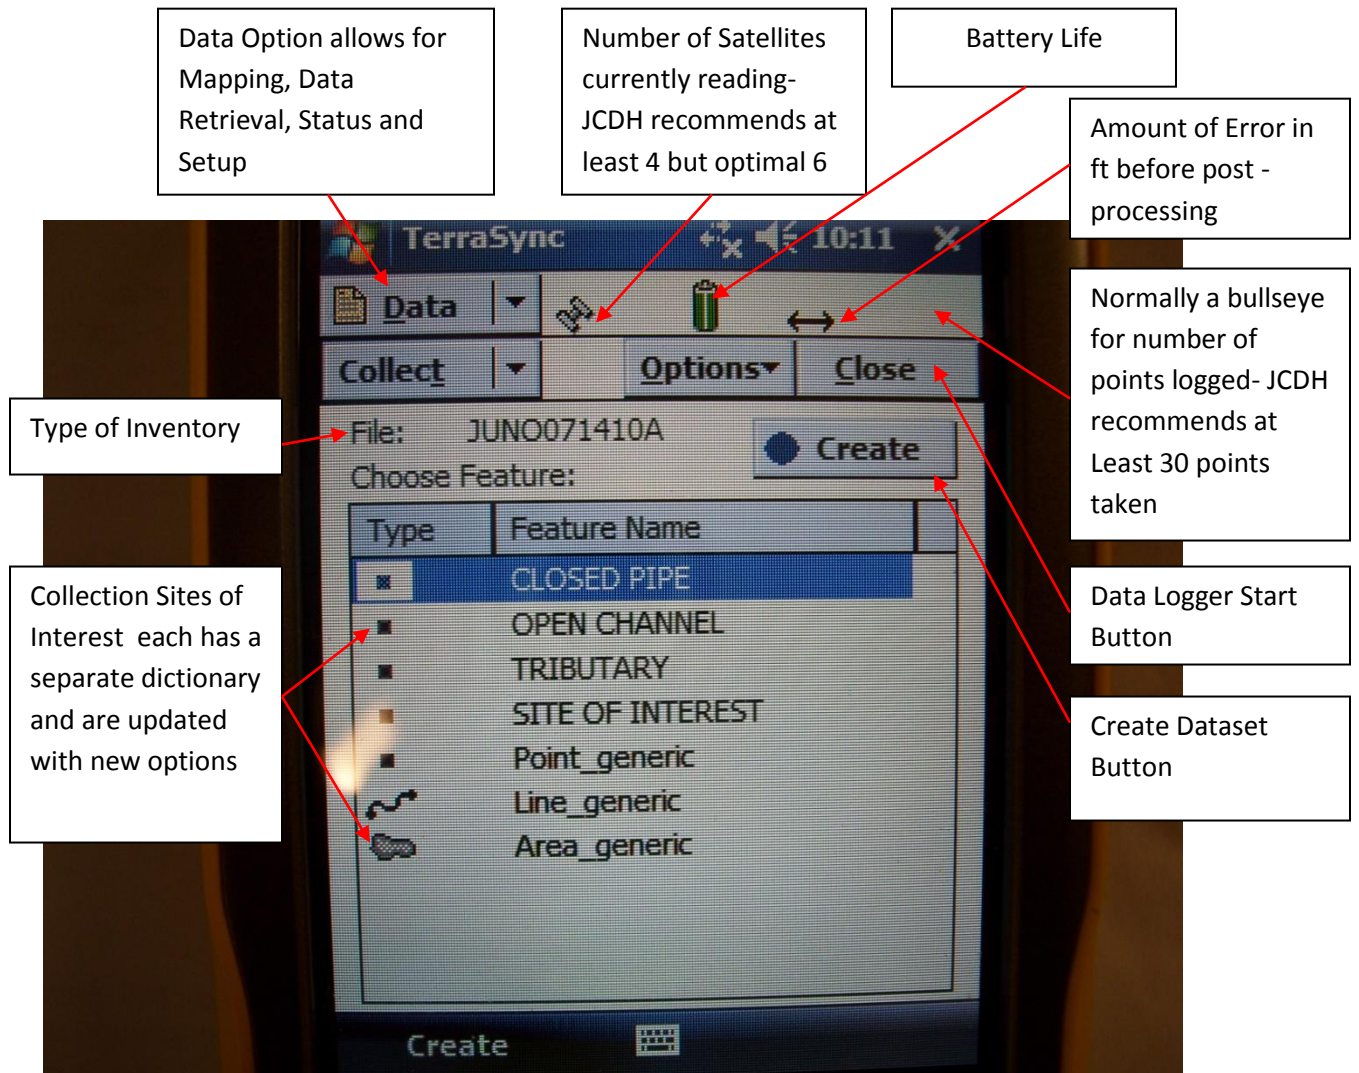 Data Option allows for
Mapping, Data
Retrieval, Status and
Setup
Number of Satellites
currently reading-
JCDH recommends at
least 4 but optimal 6
Battery Life
Amount of Error in
ft before post -
processing
Normally a bullseye
for number of
points logged- JCDH
recommends at
Least 30 points
taken
Type of Inventory
Collection Sites of
Interest each has a
separate dictionary
and are updated
with new options
Data Logger Start
Button
Create Dataset
Button
TerraSync 10:11
Data
Collect Options Close
File: JUNO071410A
Create
Choose Feature:
Type Feature Name
CLOSED PIPE
OPEN CHANNEL
TRIBUTARY
SITE OF INTEREST
Point_generic
Line_generic
Area_generic
Create